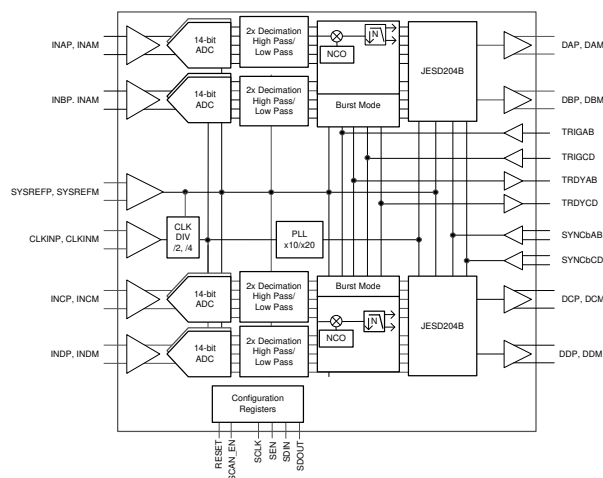 INAP, INAM
14-bit
ADC
2x Decimation
High Pass/
Low Pass
NCO
N
JESD204B
DAP, DAM
INBP. INAM
14-bit
ADC
2x Decimation
High Pass/
Low Pass
Burst Mode
DBP, DBM
TRIGAB
TRIGCD
TRDYAB
TRDYCD
SYSREFP, SYSREFM
CLKINP, CLKINM
CLK
DIV
/2, /4
PLL
x10/x20
SYNCbAB
SYNCbCD
INCP, INCM
14-bit
ADC
2x Decimation
High Pass/
Low Pass
Burst Mode
NCO
N
JESD204B
DCP, DCM
INDP, INDM
14-bit
ADC
2x Decimation
High Pass/
Low Pass
DDP, DDM
Configuration
Registers
RESET
SCAN_EN
SCLK
SEN
SDIN
SDOUT